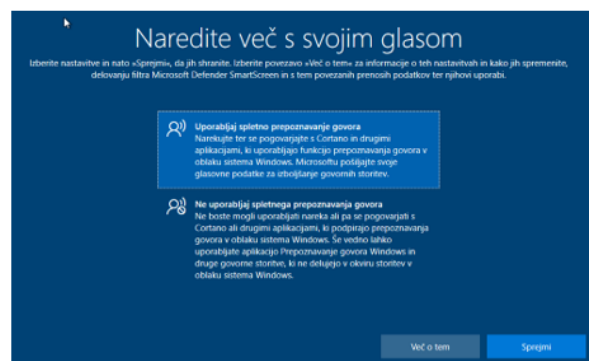 Naredite več s svojim glasom
Izberite nastavitve in nato »Sprejmi«, da jih shranite. Izberite povezavo »Več o tem« za informacije o teh nastavitvah in kako jih spremenite,
delovanju filtra Microsoft Defender SmartScreen in s tem povezanih prenosih podatkov ter njihovi uporabi.
Uporabljaj spletno prepoznavanje govora
Narekujte ter se pogovarjajte s Cortano in drugimi
aplikacijami, ki uporabljajo funkcijo prepoznavanja govora v
oblaku sistema Windows. Microsoftu pošiljajte svoje
glasovne podatke za izboljšanje govornih storitev.
Ne uporabljaj spletnega prepoznavanja govora
Ne boste mogli uporabljati nareka ali pa se pogovarjati s
Cortano ali drugimi aplikacijami, ki podpirajo prepoznavanja
govora v oblaku sistema Windows. Še vedno lahko
uporabljate aplikacijo Prepoznavanje govora Windows in
druge govorne storitve, ki ne delujejo v okviru storitev v
oblaku sistema Windows.
Več o tem
Sprejmi